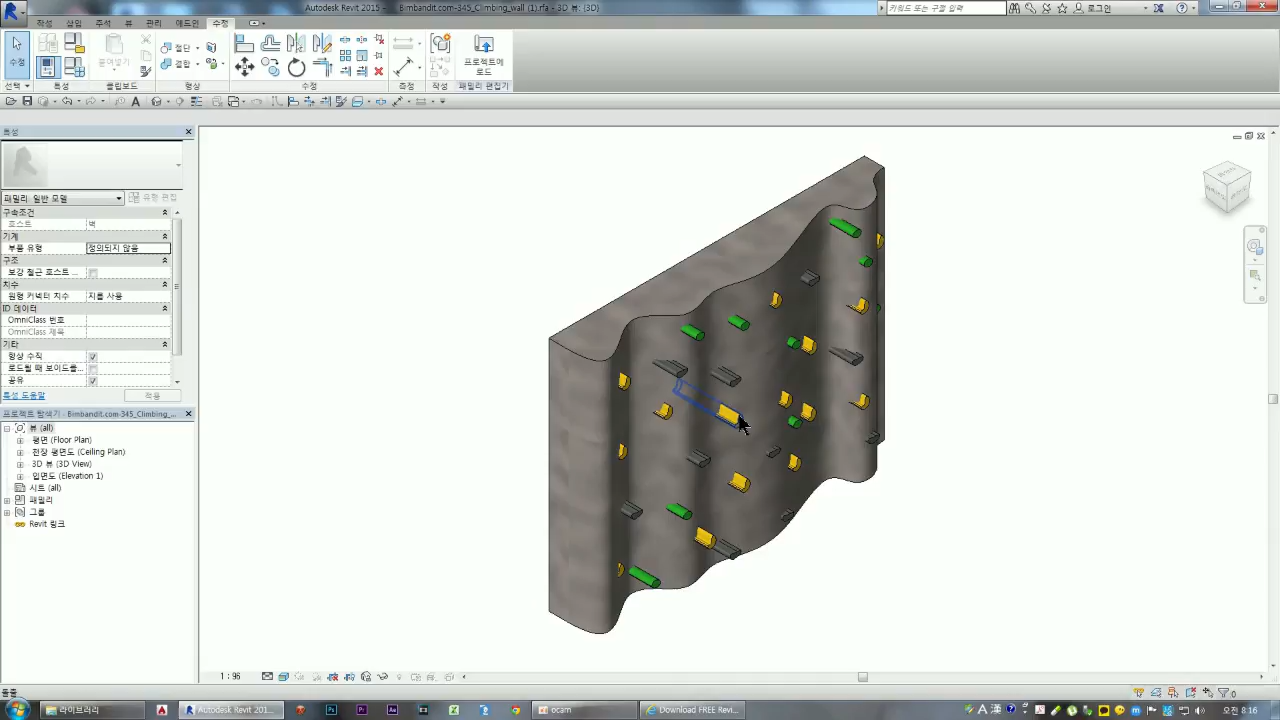 Autodesk Revit 2015 - Bimbandit.com-345_Climbing_wall (1).rfa - 3D 뷰: {3D}
키워드 또는 구절 입력
로그인
작성 삽입 주석 뷰 관리 애드인 수정
수정
붙여넣기
절단
결합
프로젝트에
로드
선택 특성 클립보드 형상 수정 측정 작성 패밀리 편집기
특성
패밀리: 일반 모델
유형 편집
구속조건
호스트 벽
기계
부품 유형 정의되지 않음
구조
보강 철근 호스트 ...
치수
원형 커넥터 치수 지름 사용
ID 데이터
OmniClass 번호
OmniClass 제목
기타
항상 수직
로드될 때 보이드를...
공유
특성 도움말
적용
프로젝트 탐색기 - Bimbandit.com-345_Climbing_...
뷰 (all)
평면 (Floor Plan)
천장 평면도 (Ceiling Plan)
3D 뷰 (3D View)
입면도 (Elevation 1)
시트 (all)
패밀리
그룹
Revit 링크
1 : 96
돌출
:0
라이브러리
Autodesk Revit 201...
ocam
Download FREE Revi...
A 漢
오전 8:16